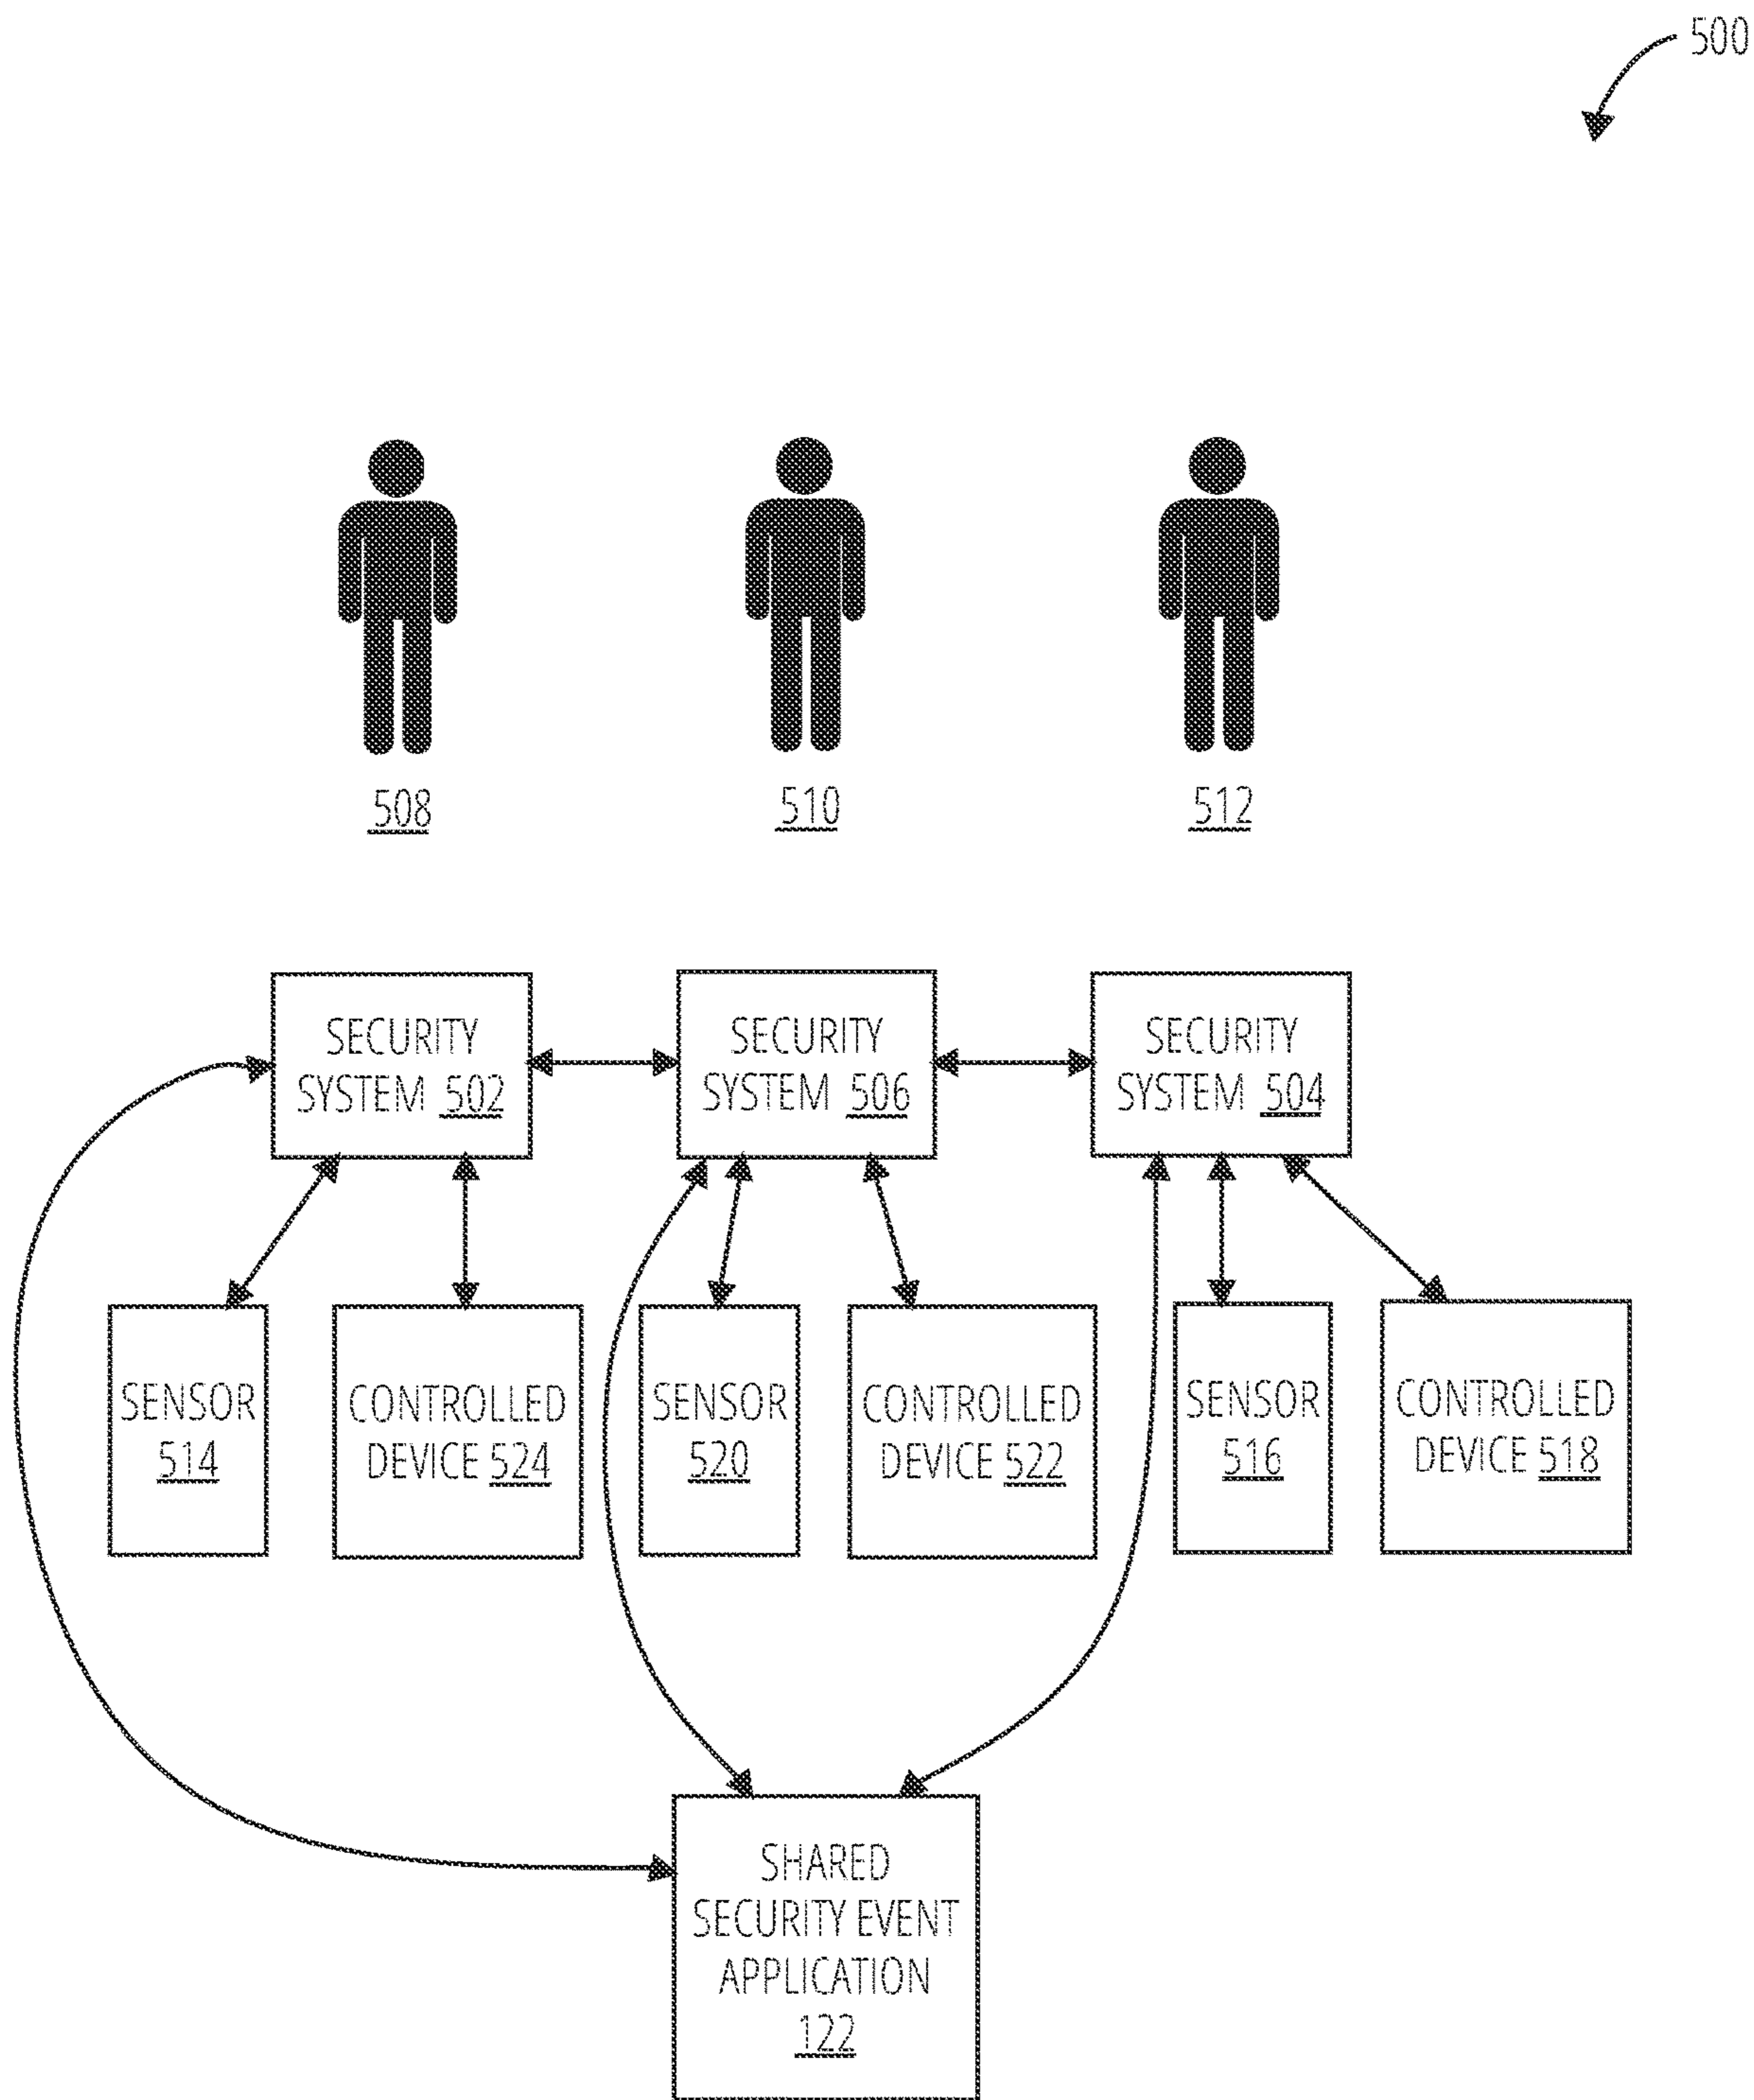 500
508
510
512
SECURITY
SYSTEM 502
SECURITY
SYSTEM 506
SECURITY
SYSTEM 504
SENSOR
514
CONTROLLED
DEVICE 524
SENSOR
520
CONTROLLED
DEVICE 522
SENSOR
516
CONTROLLED
DEVICE 518
SHARED
SECURITY EVENT
APPLICATION
122